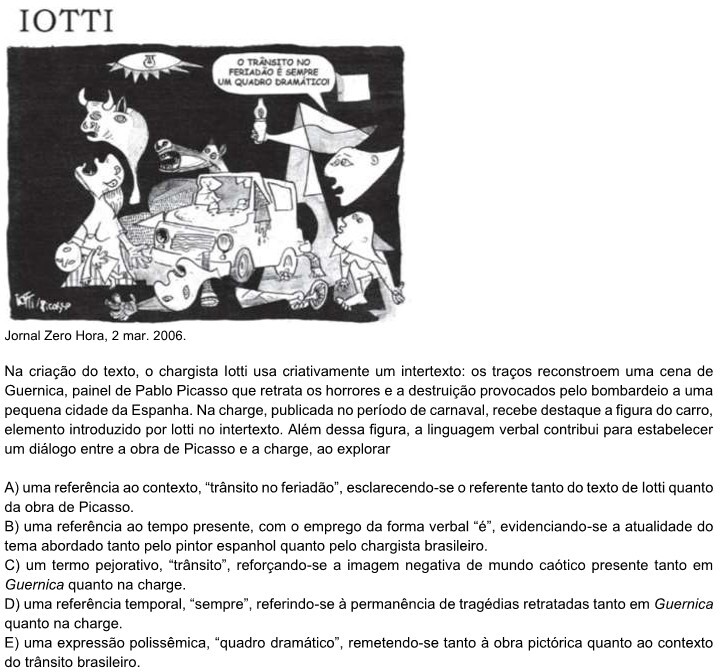 IOTTI
O TRÂNSITO NO
FERIADÃO É SEMPRE
UM QUADRO DRAMÁTICO!
iotti/Picasso
Jornal Zero Hora, 2 mar. 2006.
Na criação do texto, o chargista Iotti usa criativamente um intertexto: os traços reconstroem uma cena de
Guernica, painel de Pablo Picasso que retrata os horrores e a destruição provocados pelo bombardeio a uma
pequena cidade da Espanha. Na charge, publicada no período de carnaval, recebe destaque a figura do carro,
elemento introduzido por lotti no intertexto. Além dessa figura, a linguagem verbal contribui para estabelecer
um diálogo entre a obra de Picasso e a charge, ao explorar
A) uma referência ao contexto, “trânsito no feriadão”, esclarecendo-se o referente tanto do texto de Iotti quanto
da obra de Picasso.
B) uma referência ao tempo presente, com o emprego da forma verbal “é”, evidenciando-se a atualidade do
tema abordado tanto pelo pintor espanhol quanto pelo chargista brasileiro.
C) um termo pejorativo, “trânsito”, reforçando-se a imagem negativa de mundo caótico presente tanto em
Guernica quanto na charge.
D) uma referência temporal, “sempre”, referindo-se à permanência de tragédias retratadas tanto em Guernica
quanto na charge.
E) uma expressão polissêmica, “quadro dramático”, remetendo-se tanto à obra pictórica quanto ao contexto
do trânsito brasileiro.